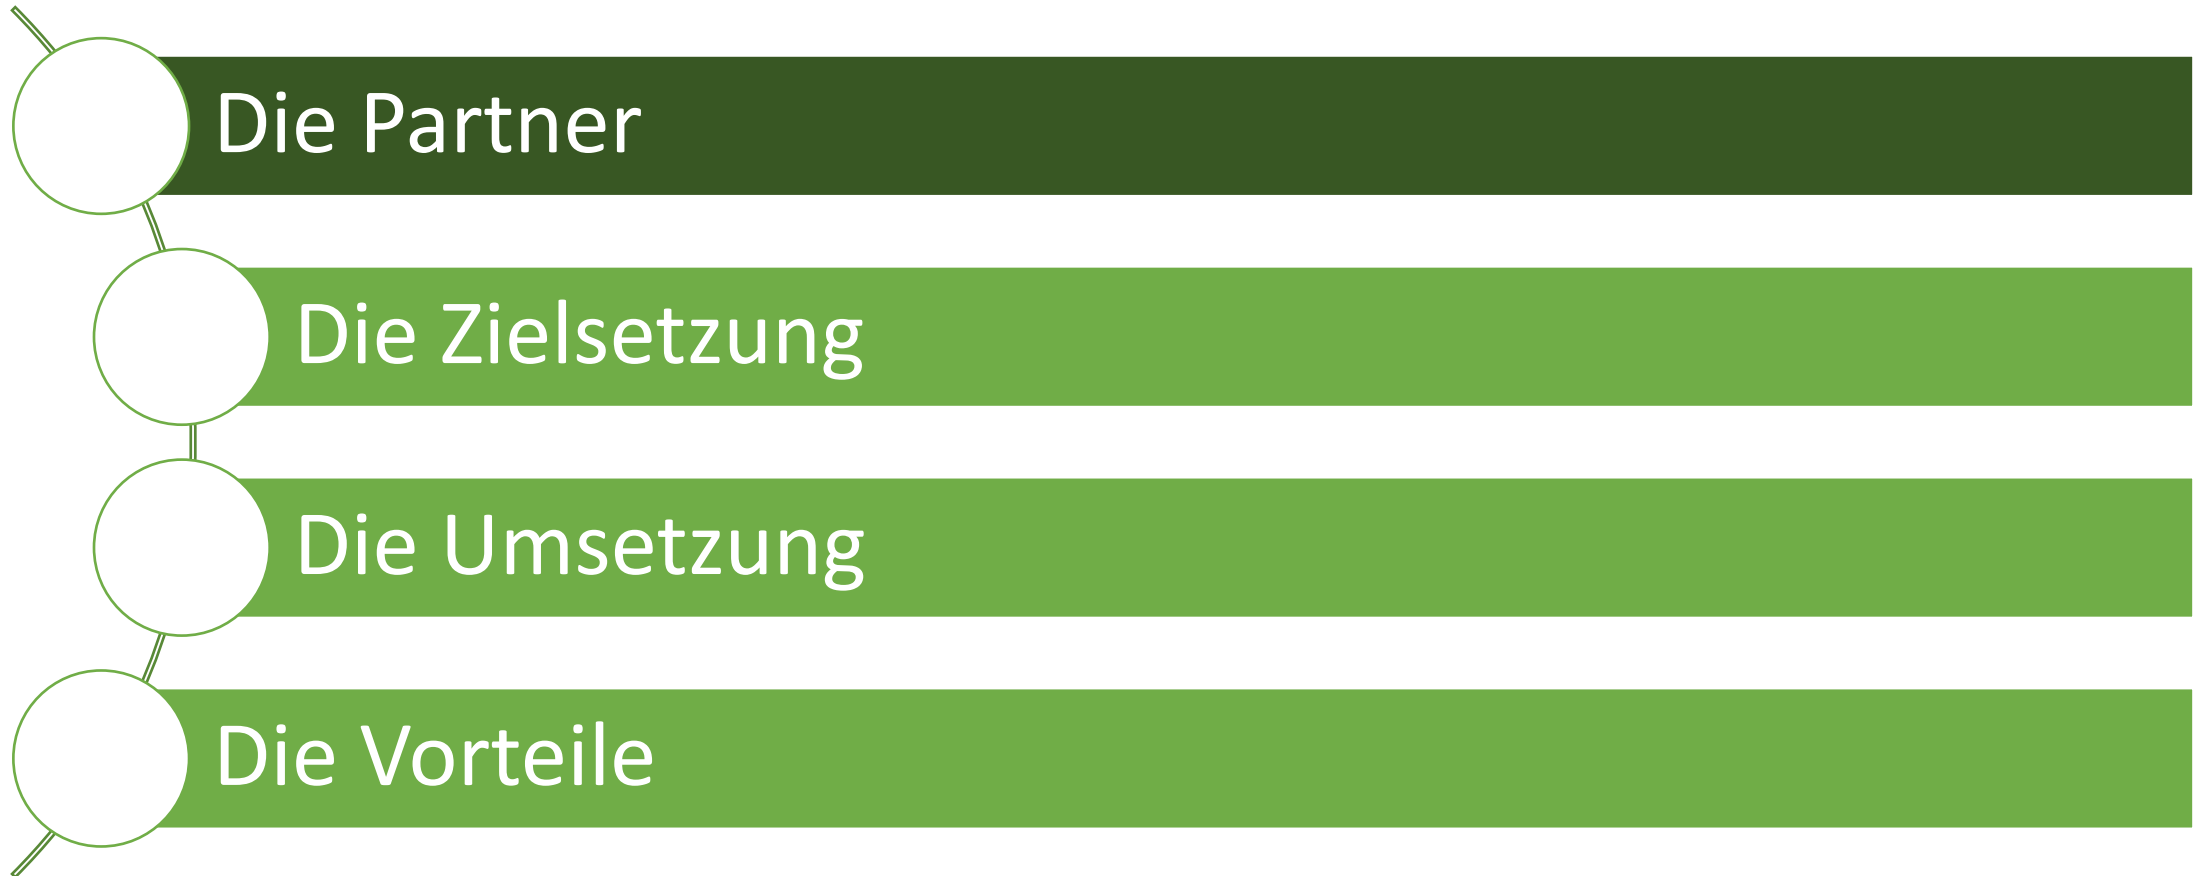 Die Partner
Die Zielsetzung
Die Umsetzung
Die Vorteile